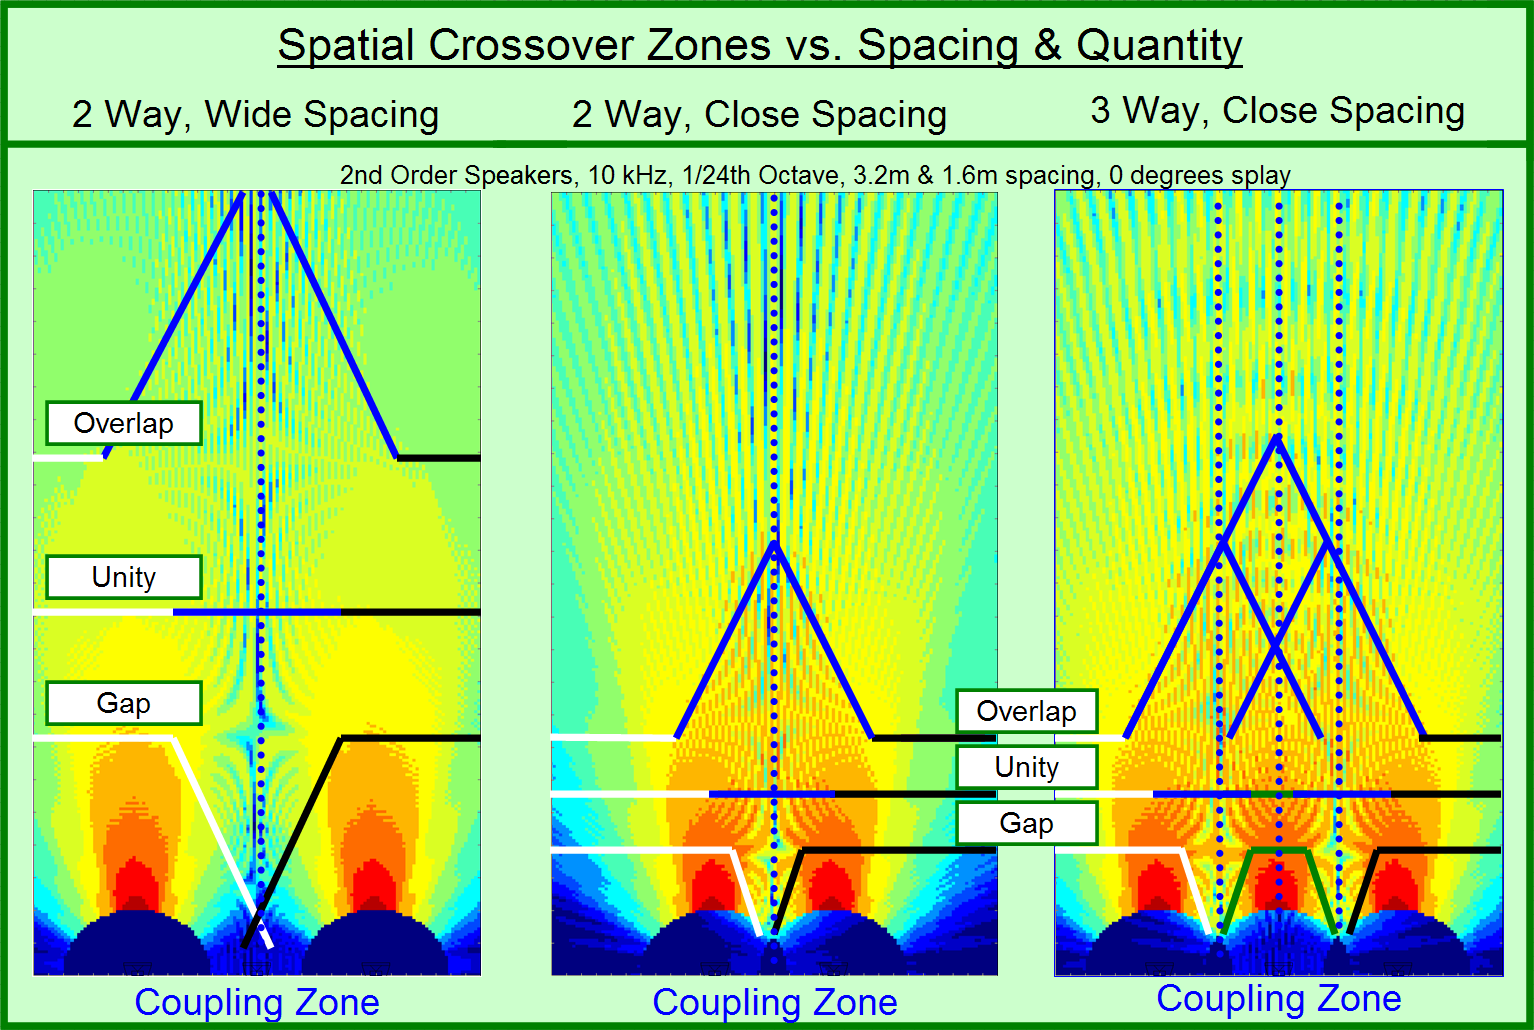 Spatial Crossover Zones vs. Spacing & Quantity
2 Way, Wide Spacing
2 Way, Close Spacing
3 Way, Close Spacing
2nd Order Speakers, 10 kHz, 1/24th Octave, 3.2m & 1.6m spacing, 0 degrees splay
Overlap
Unity
Gap
Overlap
Unity
Gap
Coupling Zone
Coupling Zone
Coupling Zone